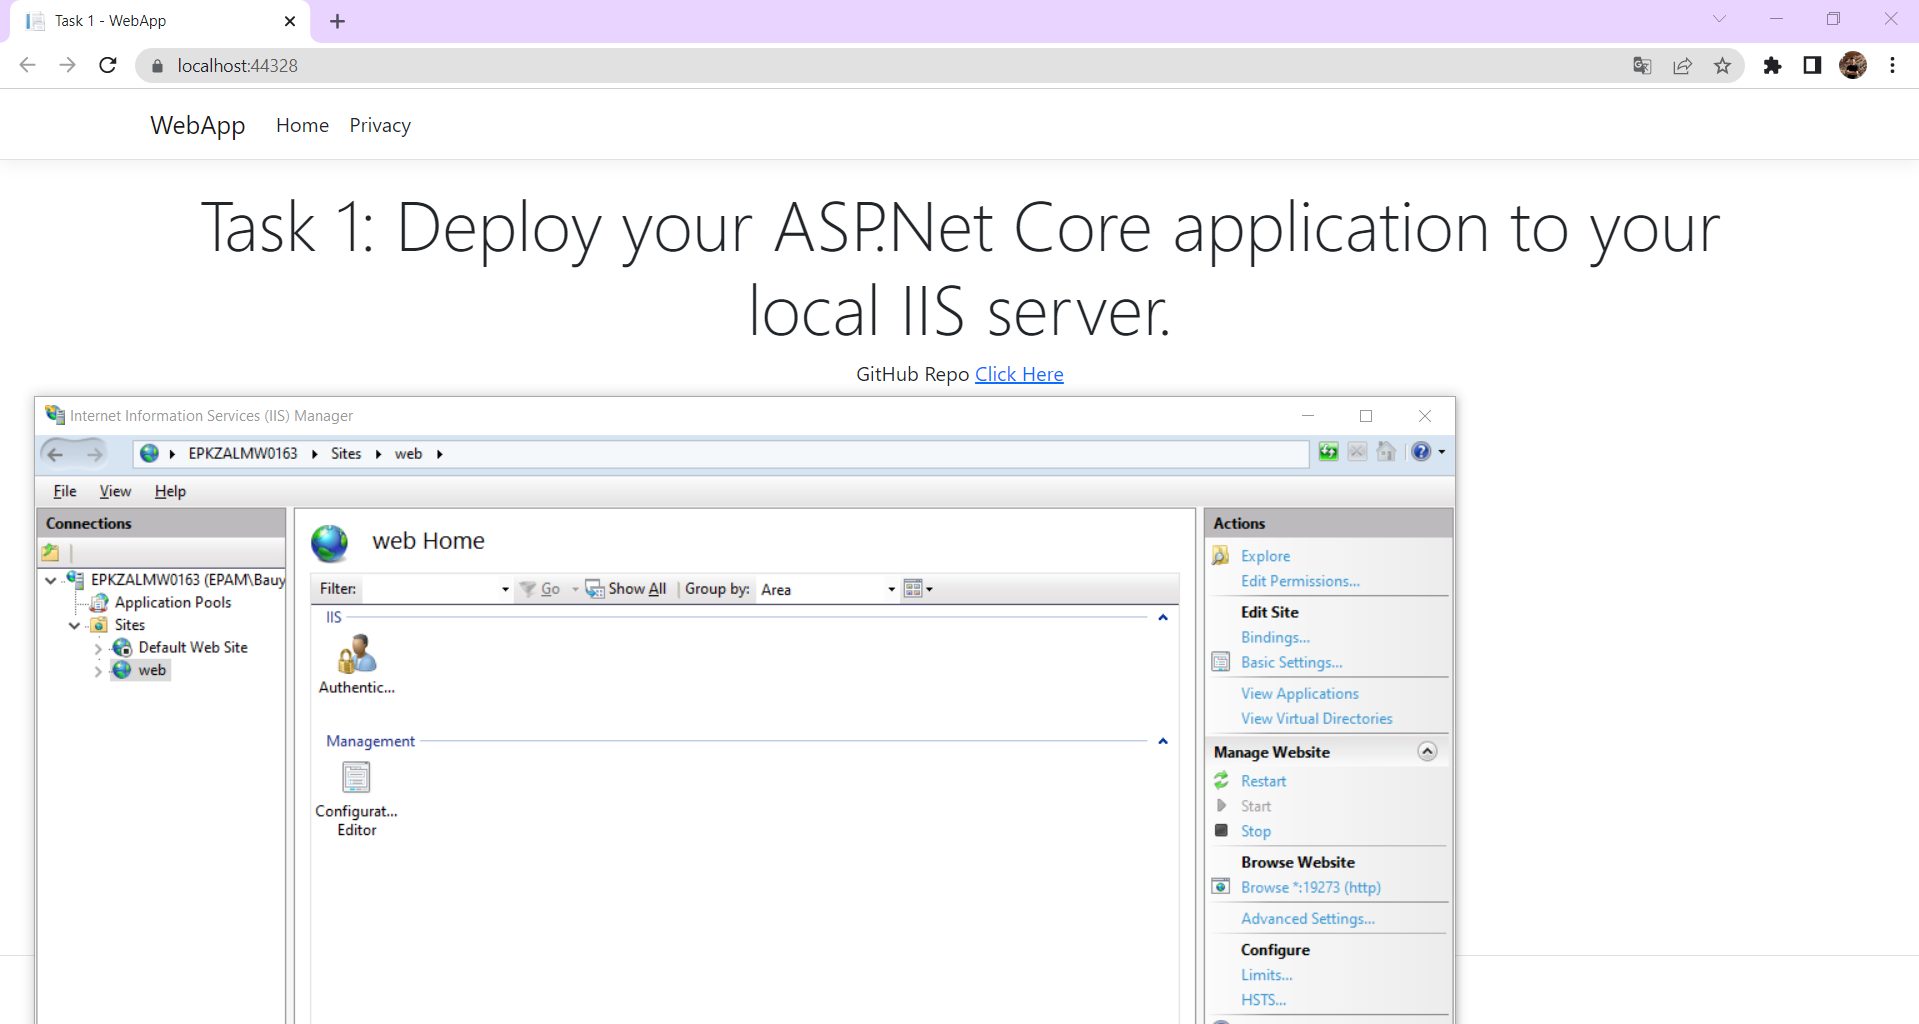 Task 1 - WebApp
localhost:44328
WebApp Home Privacy
Task 1: Deploy your ASP.Net Core application to your
local IIS server.
GitHub Repo Click Here
Internet Information Services (IIS) Manager
EPKZALMW0163 Sites web
File View Help
Connections
EPKZALMW0163 (EPAM\Bauy
Application Pools
Sites
Default Web Site
web
web Home
Filter: Go Show All Group by: Area
IIS
Authentic...
Management
Configurat...
Editor
Actions
Explore
Edit Permissions...
Edit Site
Bindings...
Basic Settings...
View Applications
View Virtual Directories
Manage Website
Restart
Start
Stop
Browse Website
Browse *:19273 (http)
Advanced Settings...
Configure
Limits...
HSTS...